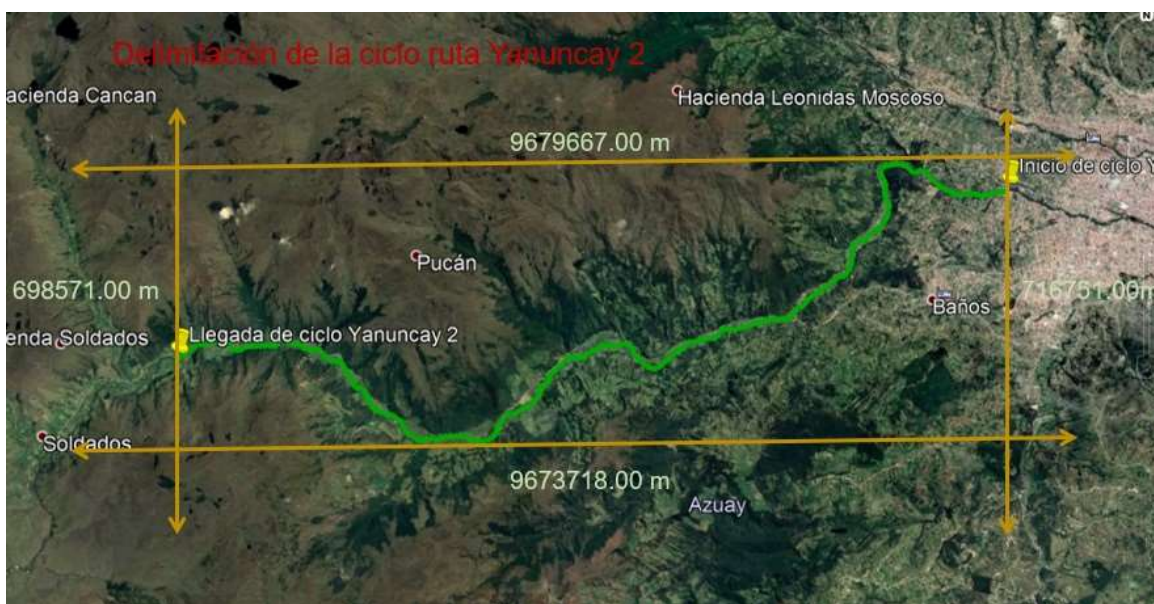 N
Delimitación de la ciclo ruta Yanuncay 2
acienda Cancan
Hacienda Leonidas Moscoso
9679667.00 m
Inicio de ciclo Y
Pucán
698571.00 m
716751.00m
Baños
enda Soldados
Llegada de ciclo Yanuncay 2
Soldados
9673718.00 m
Azuay